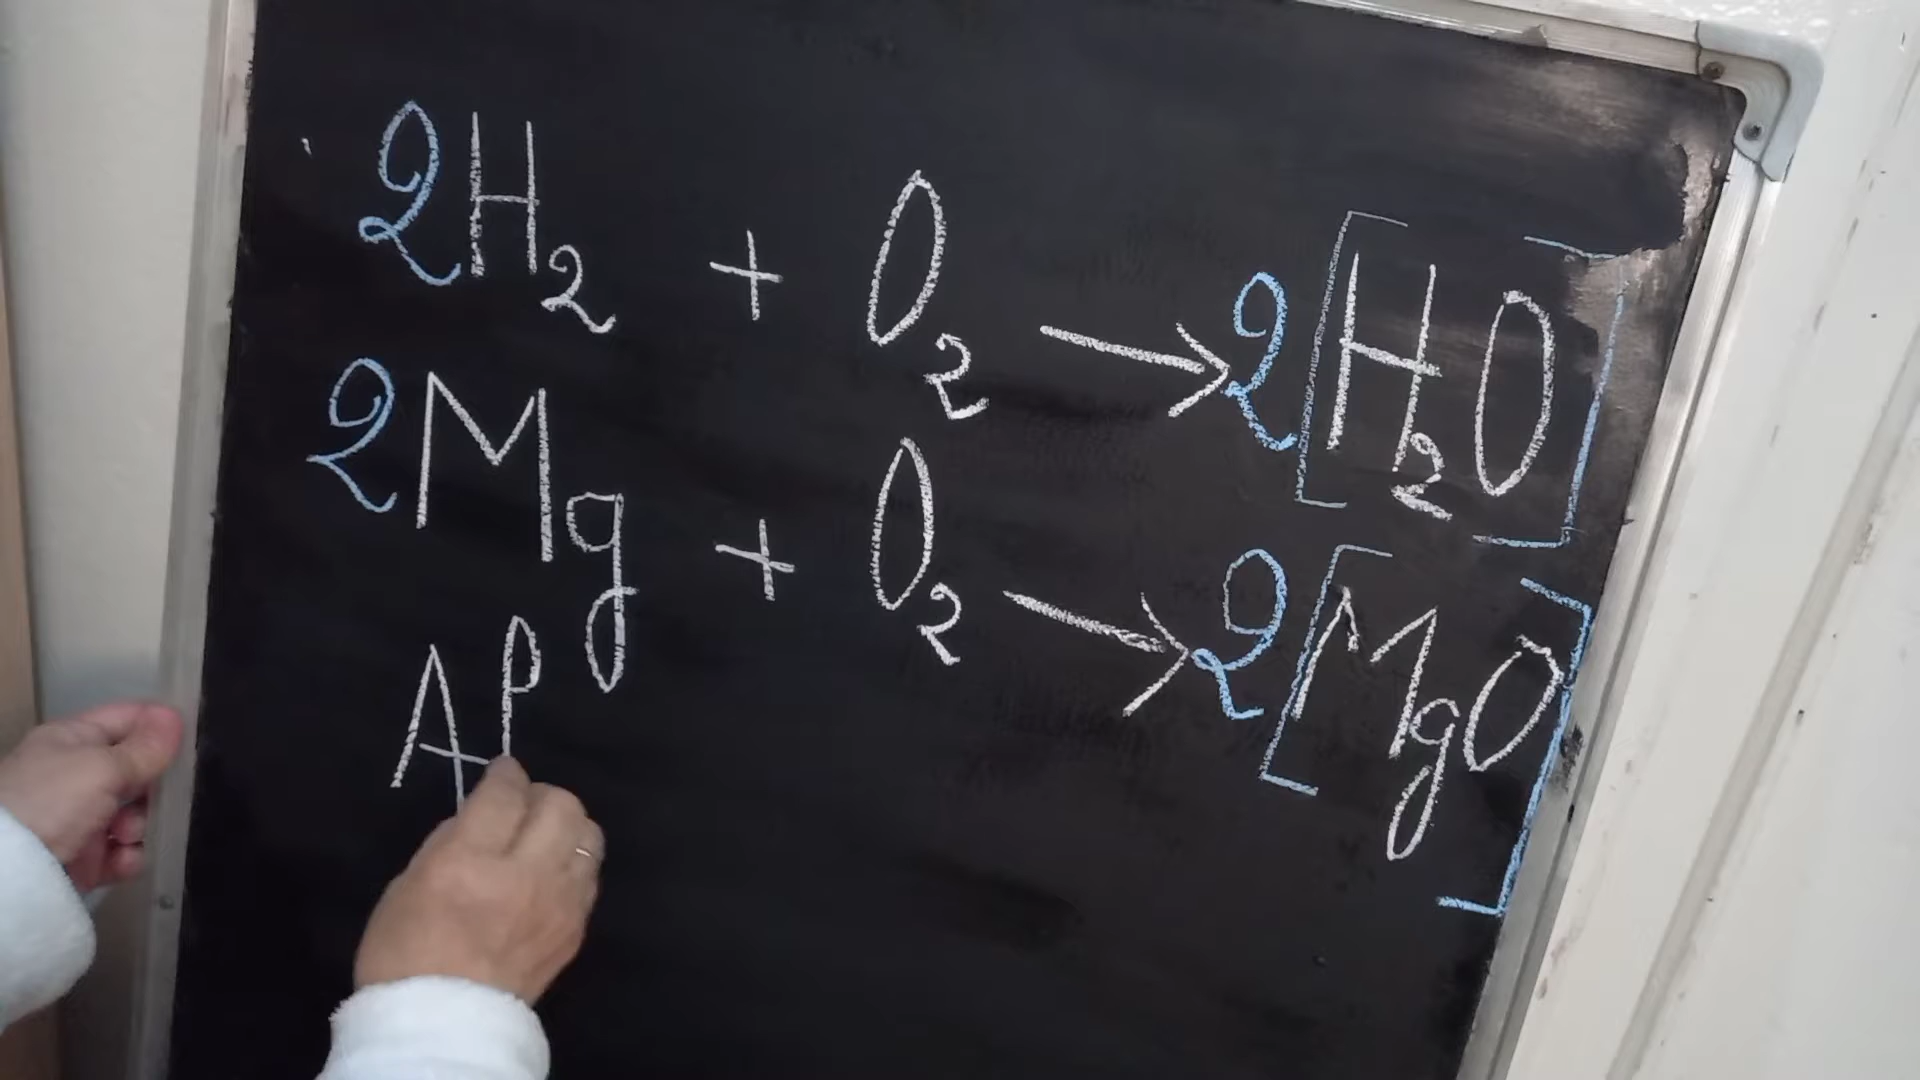 2H₂ + O₂ → 2[H₂O]
2Mg + O₂ → 2[MgO]
Al